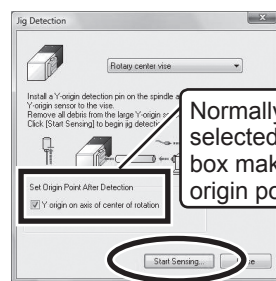 Jig Detection
Rotary center vise
Install a Y-origin detection pin on the spindle
Y-origin sensor to the vise.
Remove all debris from the large Y-origin
Click [Start Sensing] to begin jig
Normally
selected
box mak
origin po
Set Origin Point After Detection
Y origin on axis of center of rotation
Start Sensing...